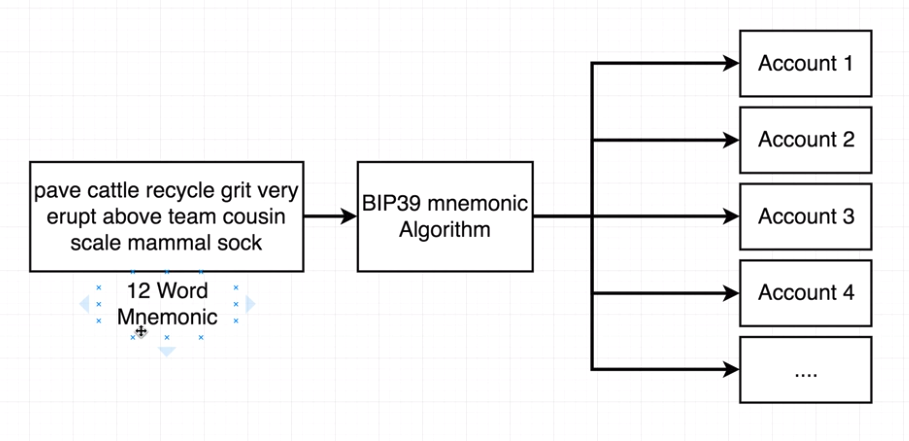 pave cattle recycle grit very
erupt above team cousin
scale mammal sock
12 Word
Mnemonic
BIP39 mnemonic
Algorithm
Account 1
Account 2
Account 3
Account 4
....